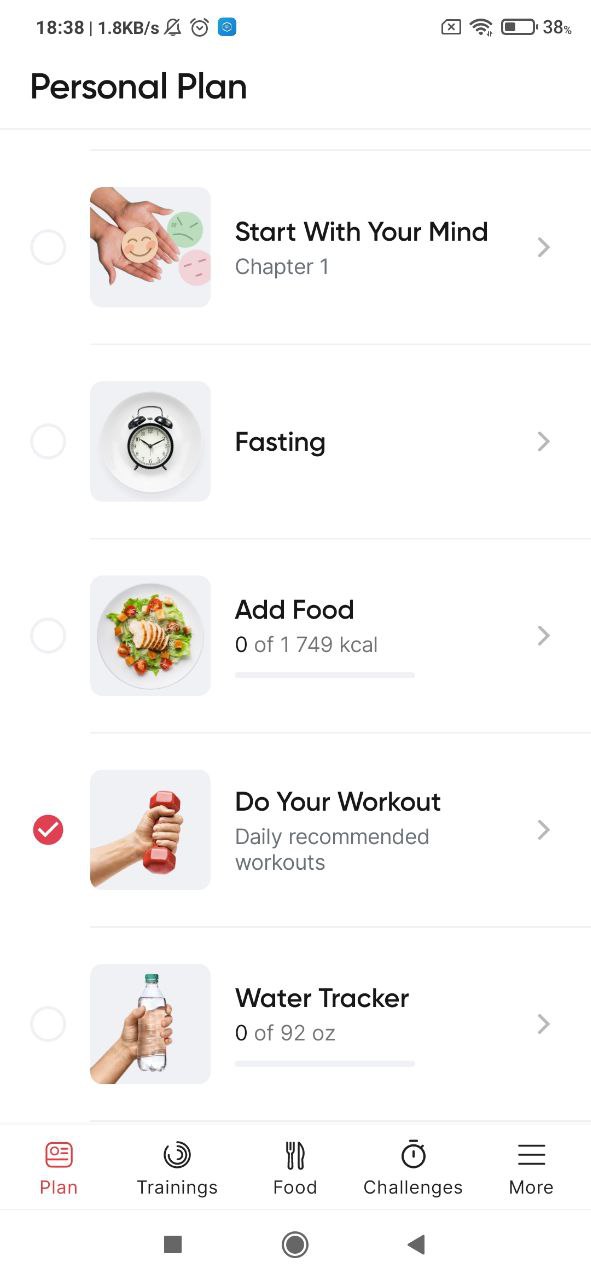 18:38 | 1.8KB/s
38%
Personal Plan
Start With Your Mind
Chapter 1
Fasting
Add Food
0 of 1 749 kcal
Do Your Workout
Daily recommended
workouts
Water Tracker
0 of 92 oz
Plan
Trainings
Food
Challenges
More